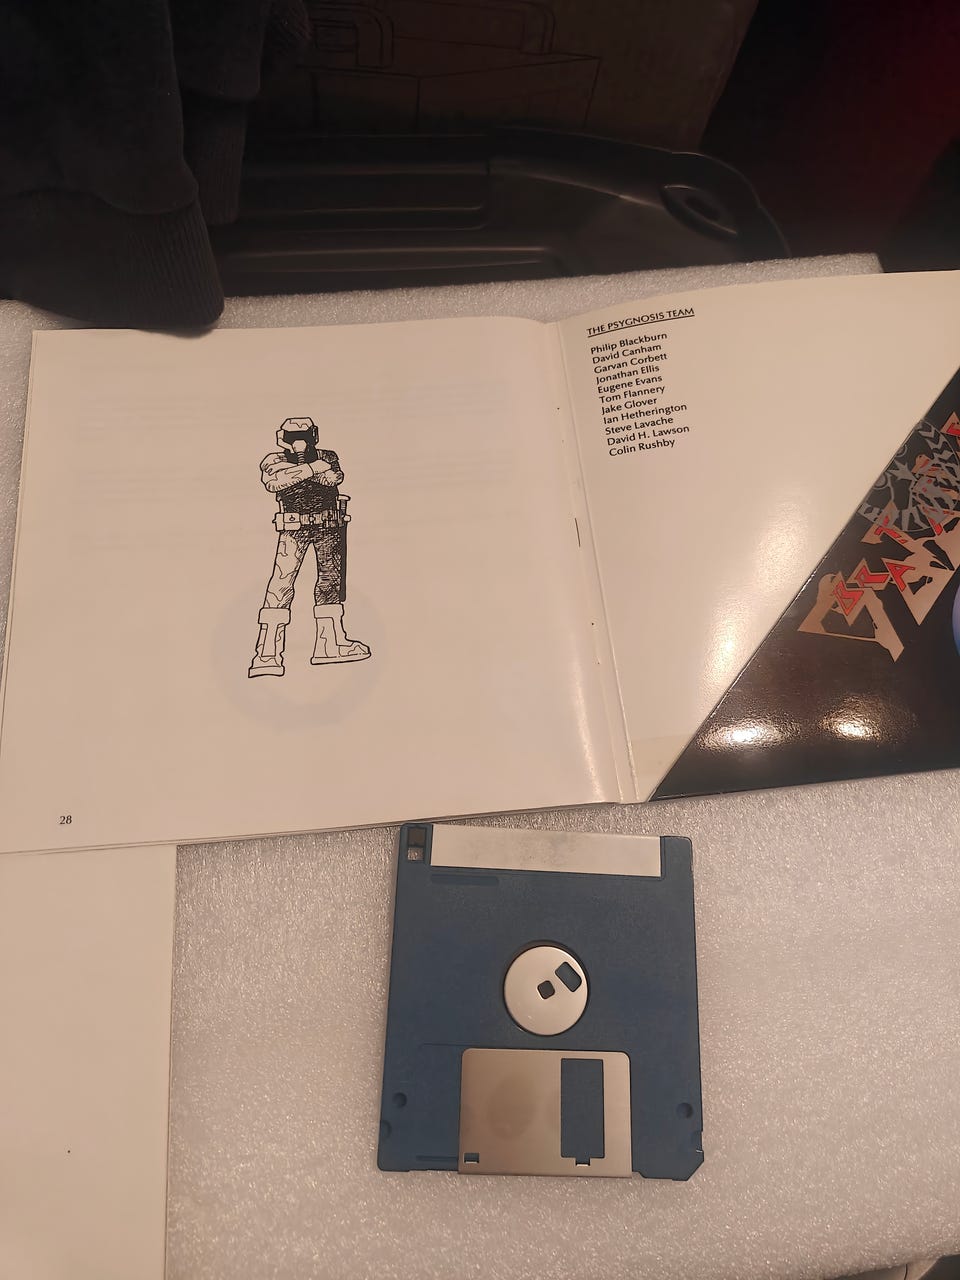 THE PSYGNOSIS TEAM
Philip Blackburn
David Canham
Garvan Corbett
Jonathan Ellis
Eugene Evans
Tom Flannery
Jake Glover
Ian Hetherington
Steve Lavache
David H. Lawson
Colin Rushby
28